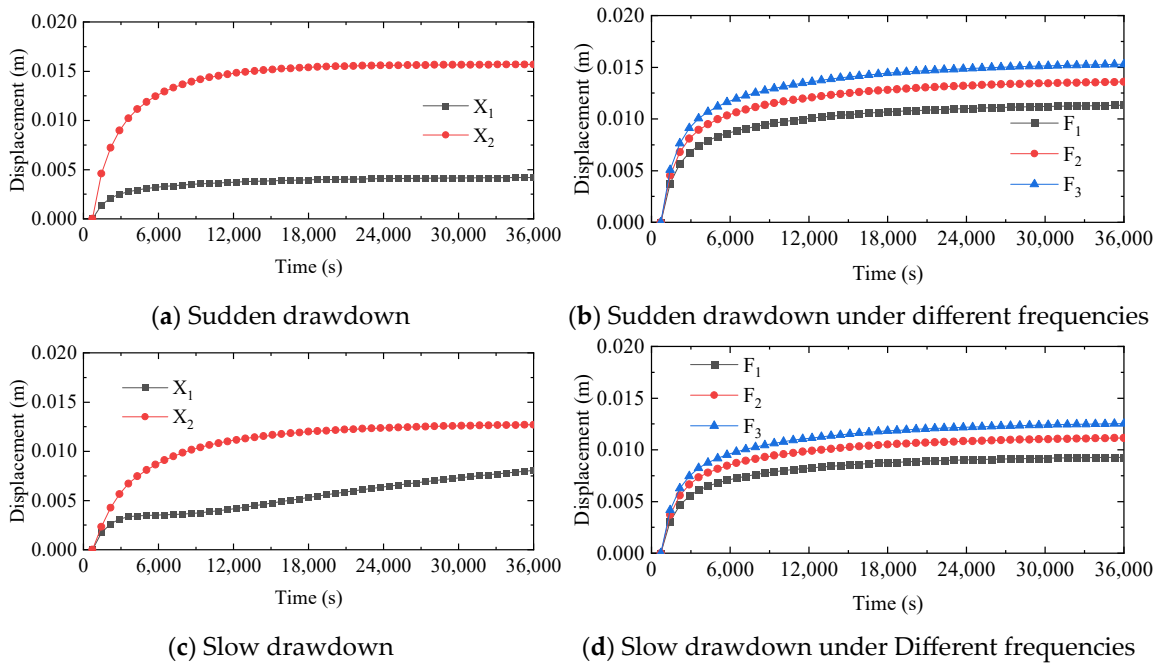 0.020
0.015
0.010
0.005
0.000
Displacement (m)
X1
X2
0 6,000 12,000 18,000 24,000 30,000 36,000
Time (s)
(a) Sudden drawdown
0.020
0.015
0.010
0.005
0.000
Displacement (m)
F1
F2
F3
0 6,000 12,000 18,000 24,000 30,000 36,000
Time (s)
(b) Sudden drawdown under different frequencies
0.020
0.015
0.010
0.005
0.000
Displacement (m)
X1
X2
0 6,000 12,000 18,000 24,000 30,000 36,000
Time (s)
(c) Slow drawdown
0.020
0.015
0.010
0.005
0.000
Displacement (m)
F1
F2
F3
0 6,000 12,000 18,000 24,000 30,000 36,000
Time (s)
(d) Slow drawdown under Different frequencies